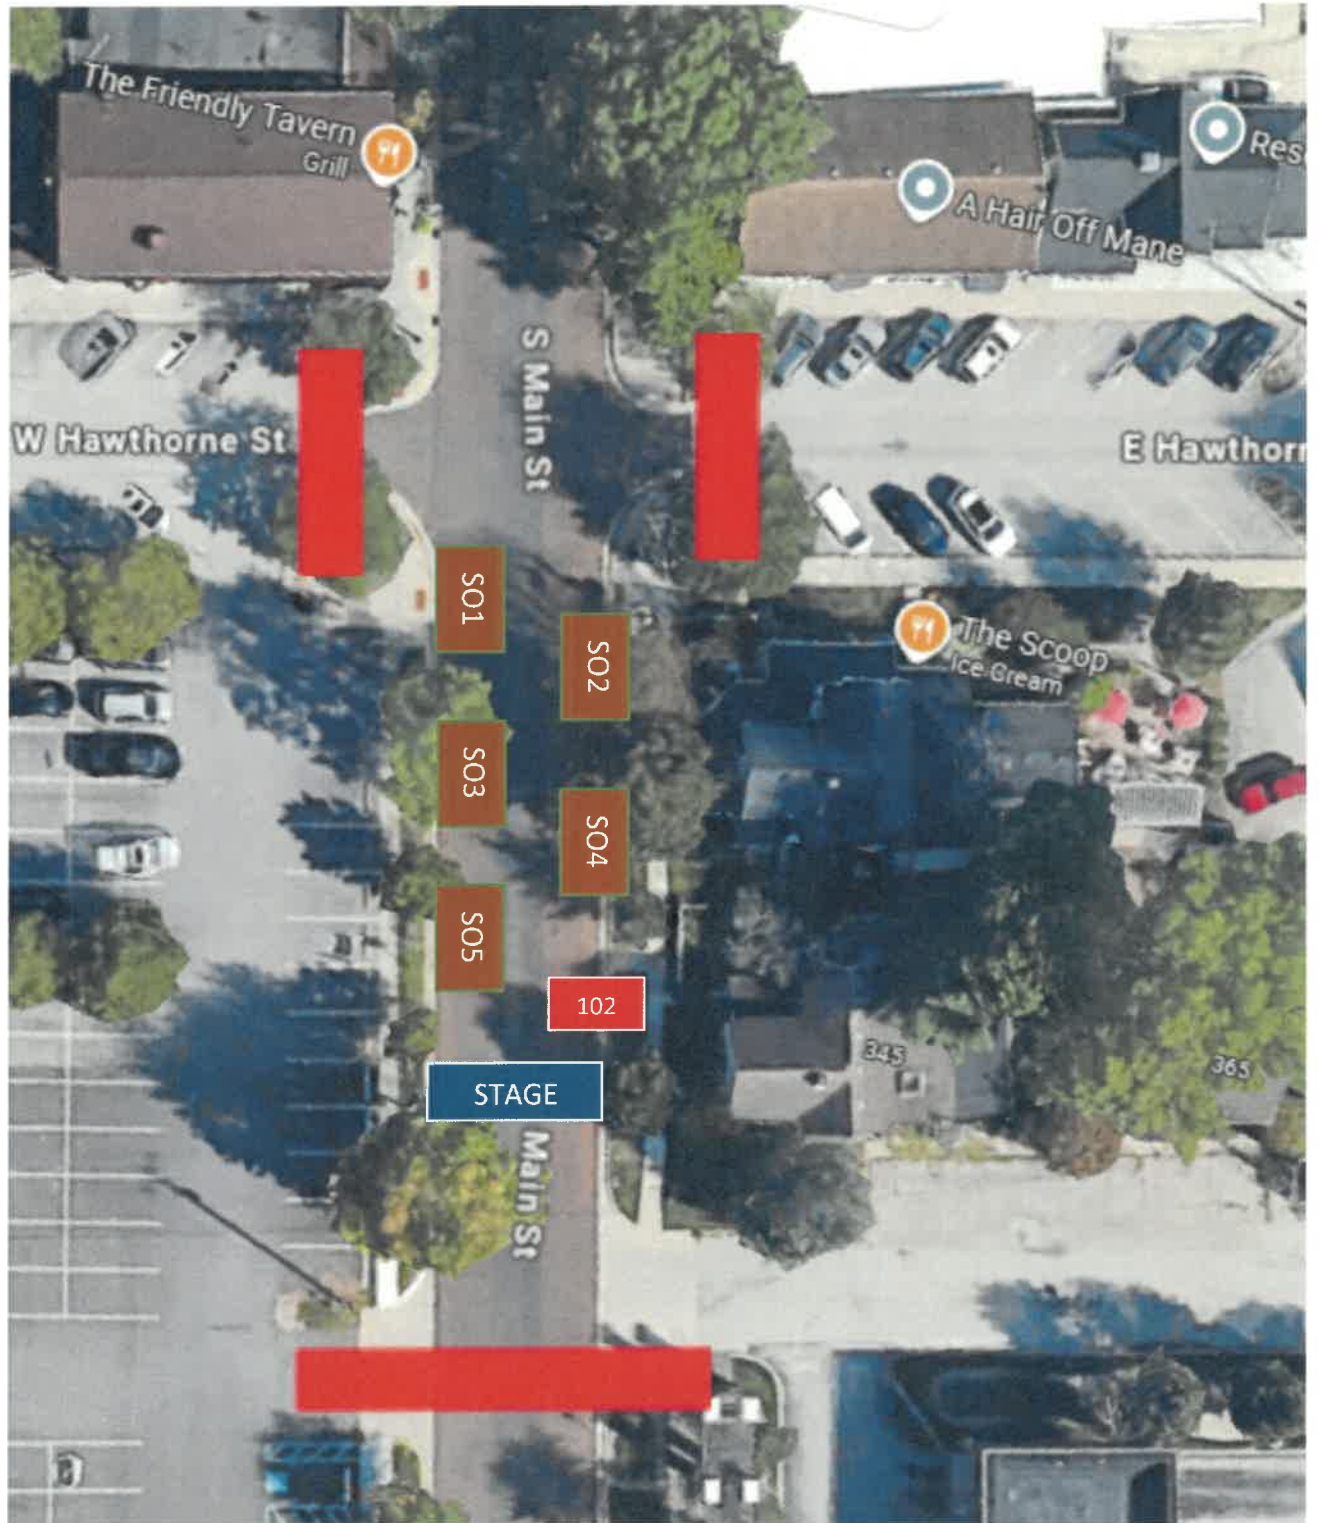 The Friendly Tavern
Grill
Res
A Hair Off Mane
S Main St
W Hawthorne St
E Hawthorn
SO1
SO2
The Scoop
Ice Cream
SO3
SO4
SO5
102
345
365
STAGE
Main St